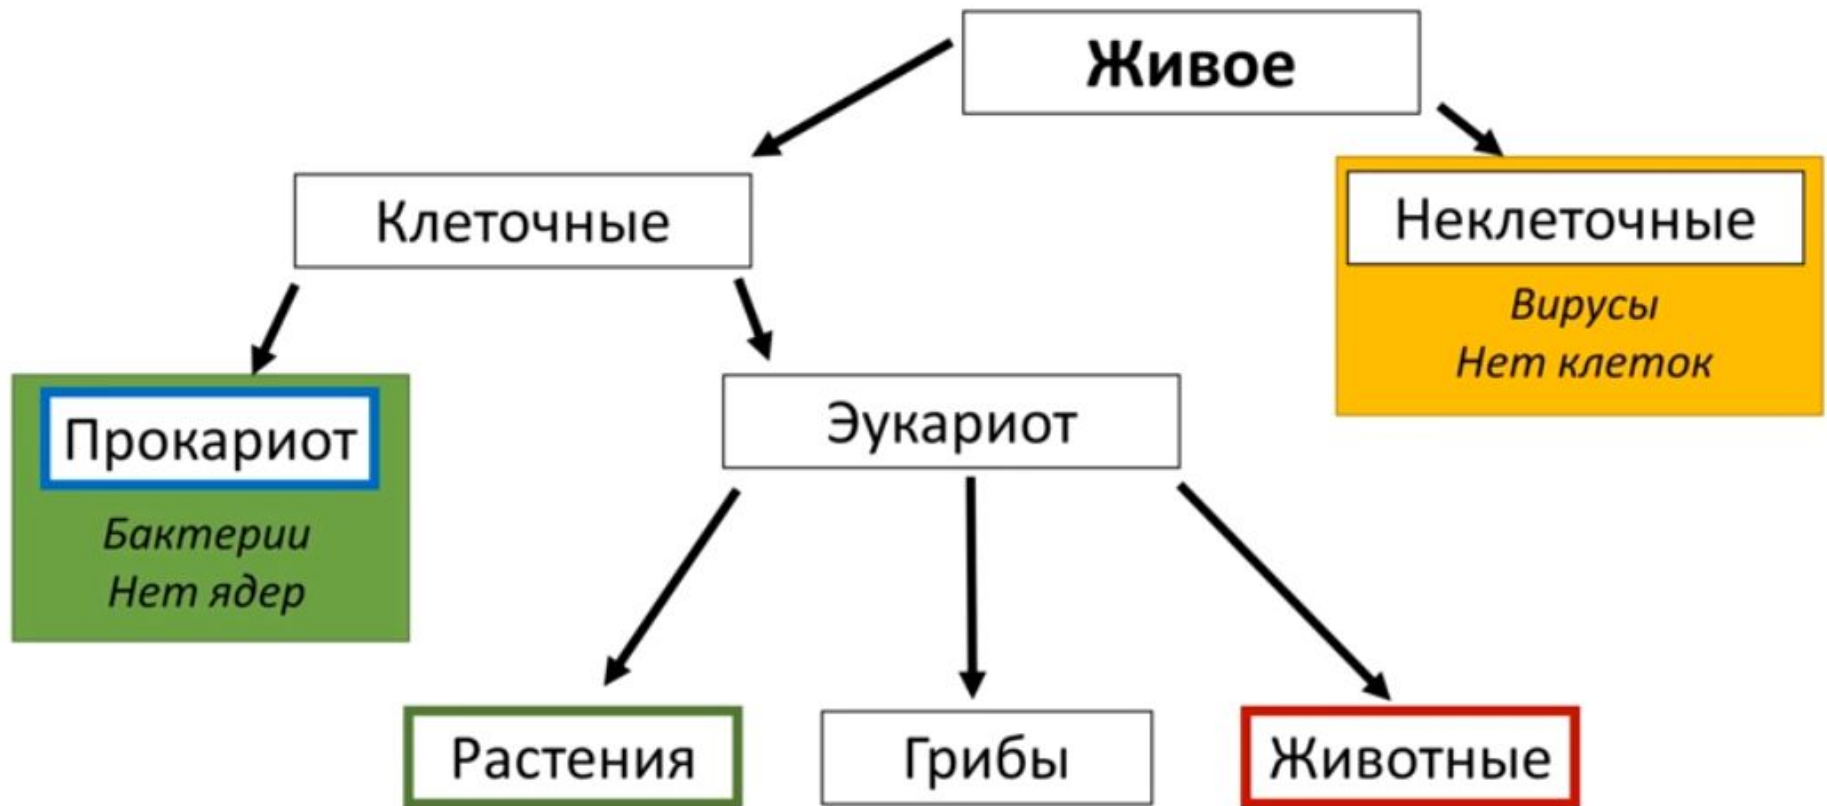 Живое
Клеточные
Неклеточные
Вирусы
Нет клеток
Прокариот
Бактерии
Нет ядер
Эукариот
Растения
Грибы
Животные